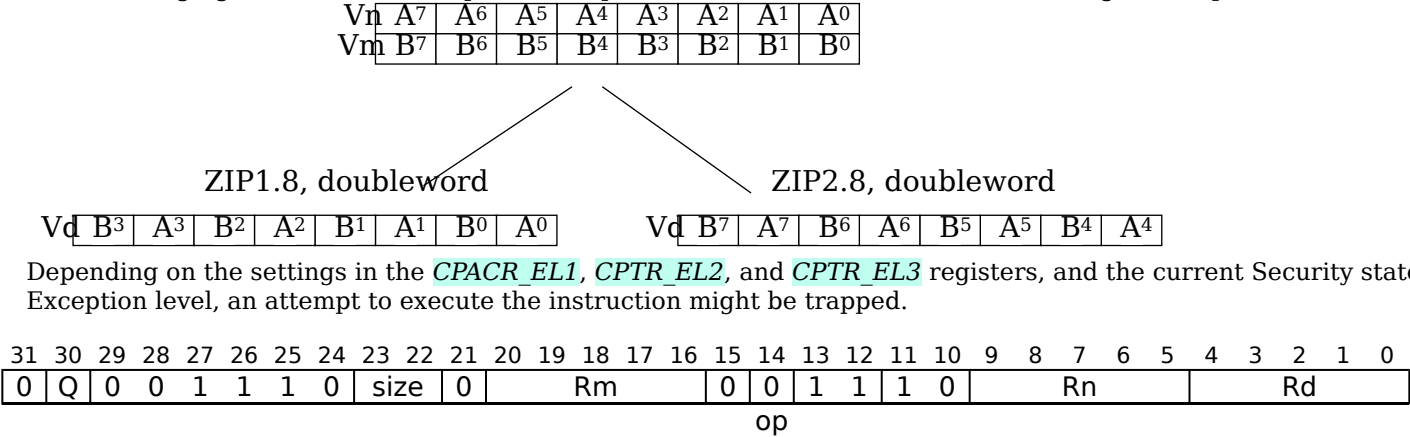 Vn A7 A6 A5 A4 A3 A2 A1 A0
Vm B7 B6 B5 B4 B3 B2 B1 B0
ZIP1.8, doubleword ZIP2.8, doubleword
Vd B3 A3 B2 A2 B1 A1 B0 A0 Vd B7 A7 B6 A6 B5 A5 B4 A4
Depending on the settings in the CPACR_EL1, CPTR_EL2, and CPTR_EL3 registers, and the current Security state
Exception level, an attempt to execute the instruction might be trapped.
31 30 29 28 27 26 25 24 23 22 21 20 19 18 17 16 15 14 13 12 11 10 9 8 7 6 5 4 3 2 1 0
0 Q 0 0 1 1 1 0 size 0 Rm 0 0 1 1 1 0 Rn Rd
op